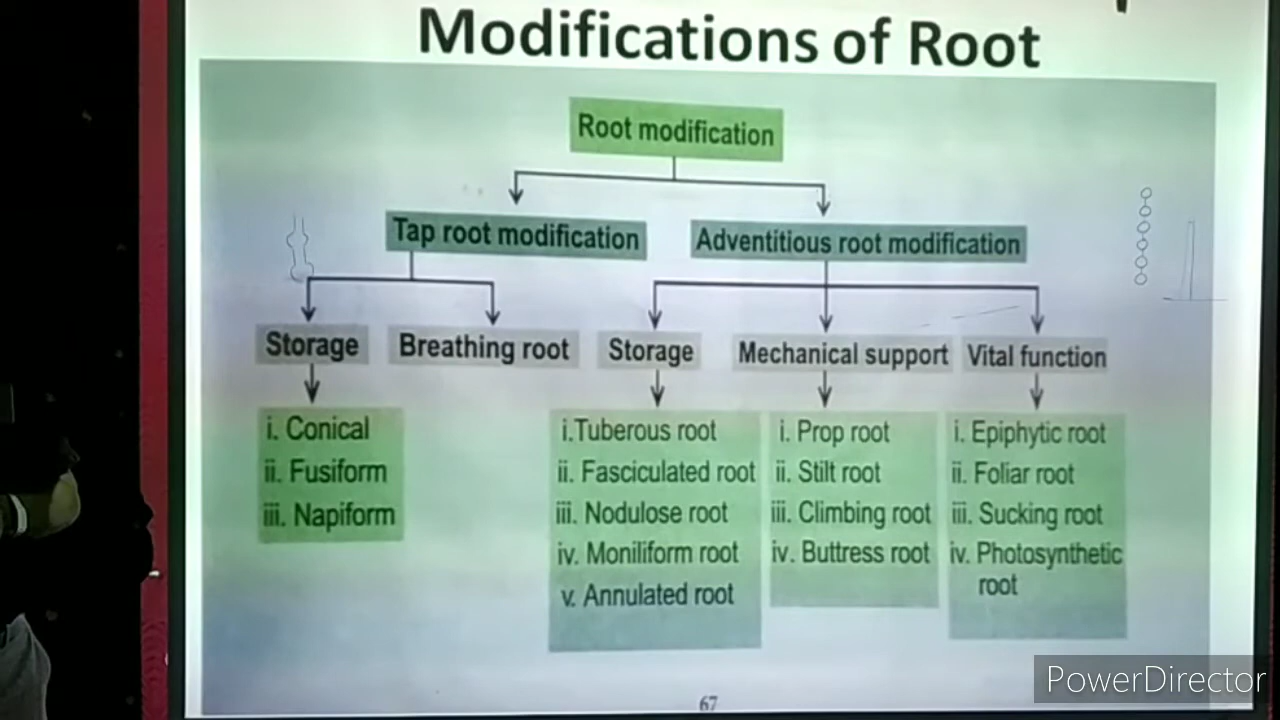 Modifications of Root
Root modification
Tap root modification
Adventitious root modification
Storage
Breathing root
Storage
Mechanical support
Vital function
i. Conical
ii. Fusiform
iii. Napiform
i.Tuberous root
ii. Fasciculated root
iii. Nodulose root
iv. Moniliform root
v. Annulated root
i. Prop root
ii. Stilt root
iii. Climbing root
iv. Buttress root
i. Epiphytic root
ii. Foliar root
iii. Sucking root
iv. Photosynthetic
root
67
PowerDirector